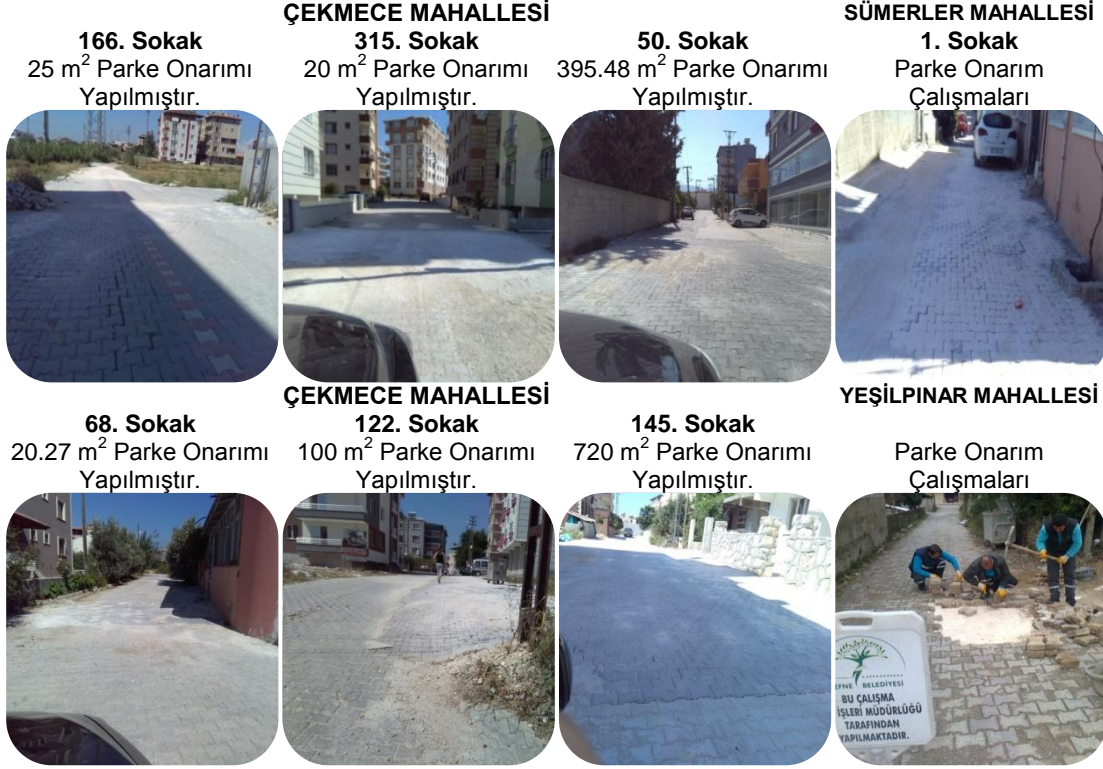 ÇEKMECE MAHALLESİ
SÜMERLER MAHALLESİ
166. Sokak
25 m² Parke Onarımı
Yapılmıştır.
315. Sokak
20 m² Parke Onarımı
Yapılmıştır.
50. Sokak
395.48 m² Parke Onarımı
Yapılmıştır.
1. Sokak
Parke Onarım
Çalışmaları
ÇEKMECE MAHALLESİ
YEŞİLPINAR MAHALLESİ
68. Sokak
20.27 m² Parke Onarımı
Yapılmıştır.
122. Sokak
100 m² Parke Onarımı
Yapılmıştır.
145. Sokak
720 m² Parke Onarımı
Yapılmıştır.
Parke Onarım
Çalışmaları
EFNE BELEDİYESİ
BU ÇALIŞMA
İŞLERİ MÜDÜRLÜĞÜ
TARAFINDAN
YAPILMAKTADIR.